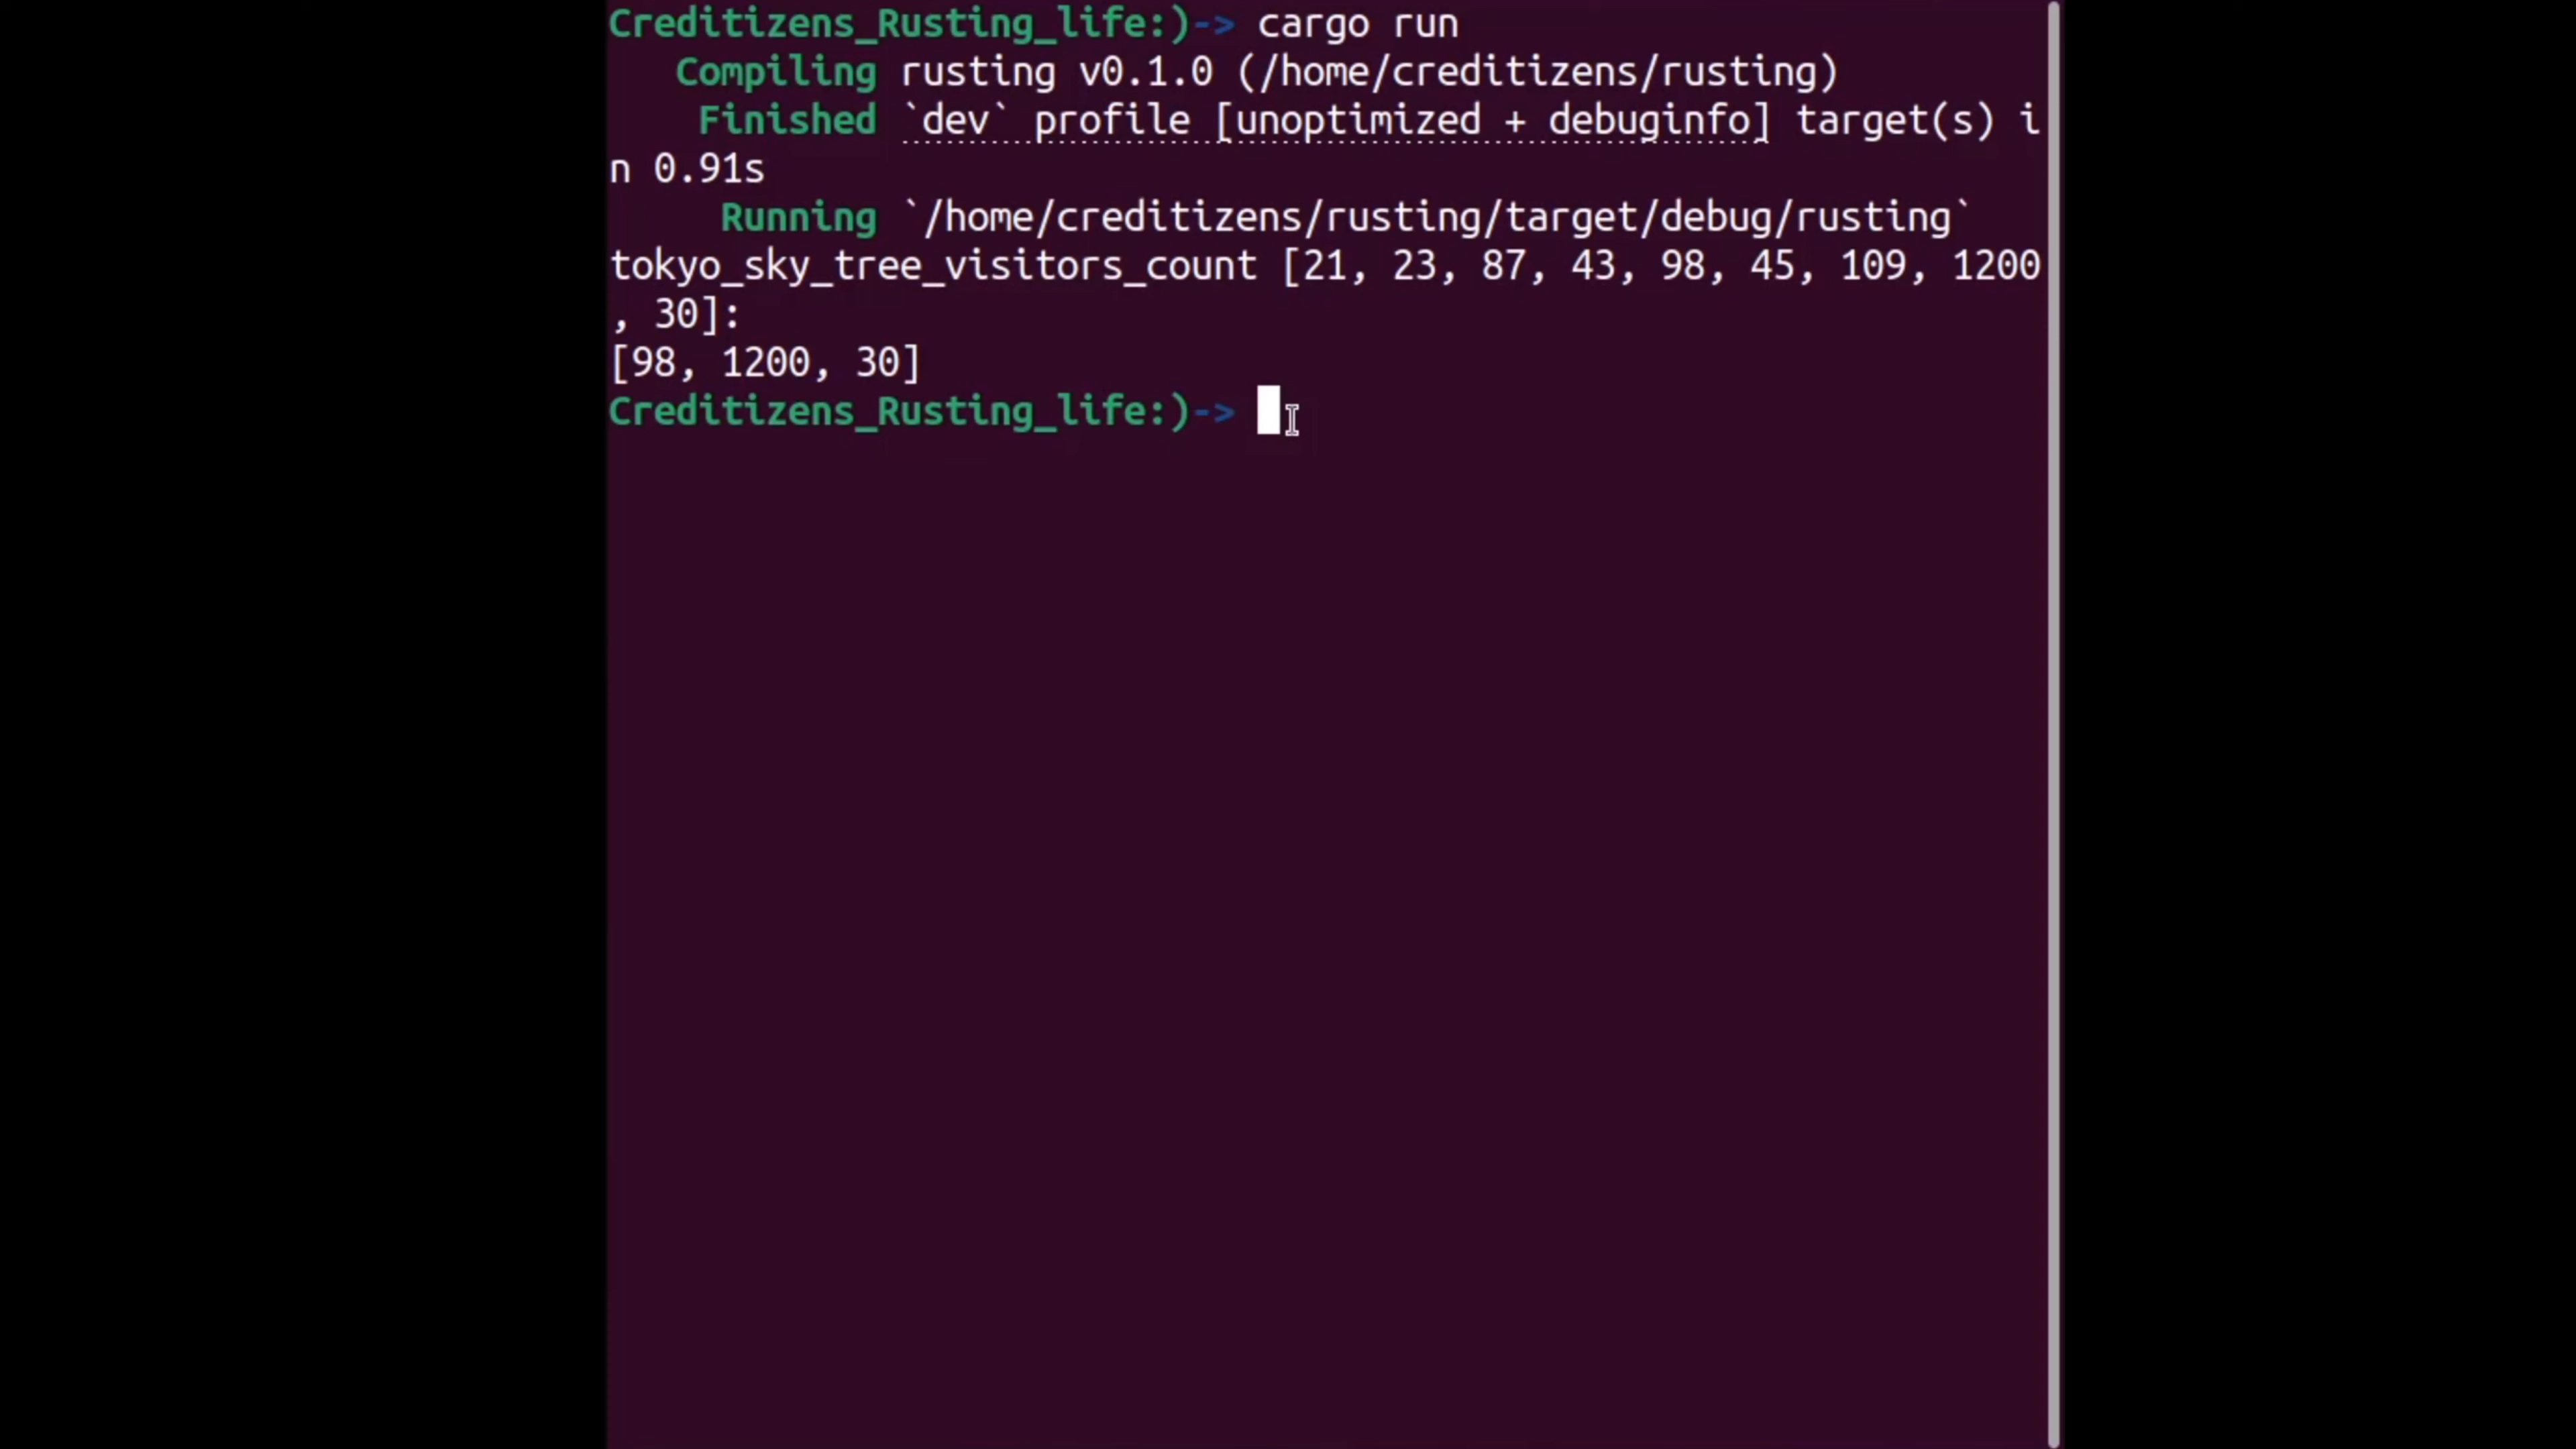 Creditizens_Rusting_life:)-> cargo run
   Compiling rusting v0.1.0 (/home/creditizens/rusting)
    Finished `dev` profile [unoptimized + debuginfo] target(s) i
n 0.91s
     Running `/home/creditizens/rusting/target/debug/rusting`
tokyo_sky_tree_visitors_count [21, 23, 87, 43, 98, 45, 109, 1200
, 30]:
[98, 1200, 30]
Creditizens_Rusting_life:)->